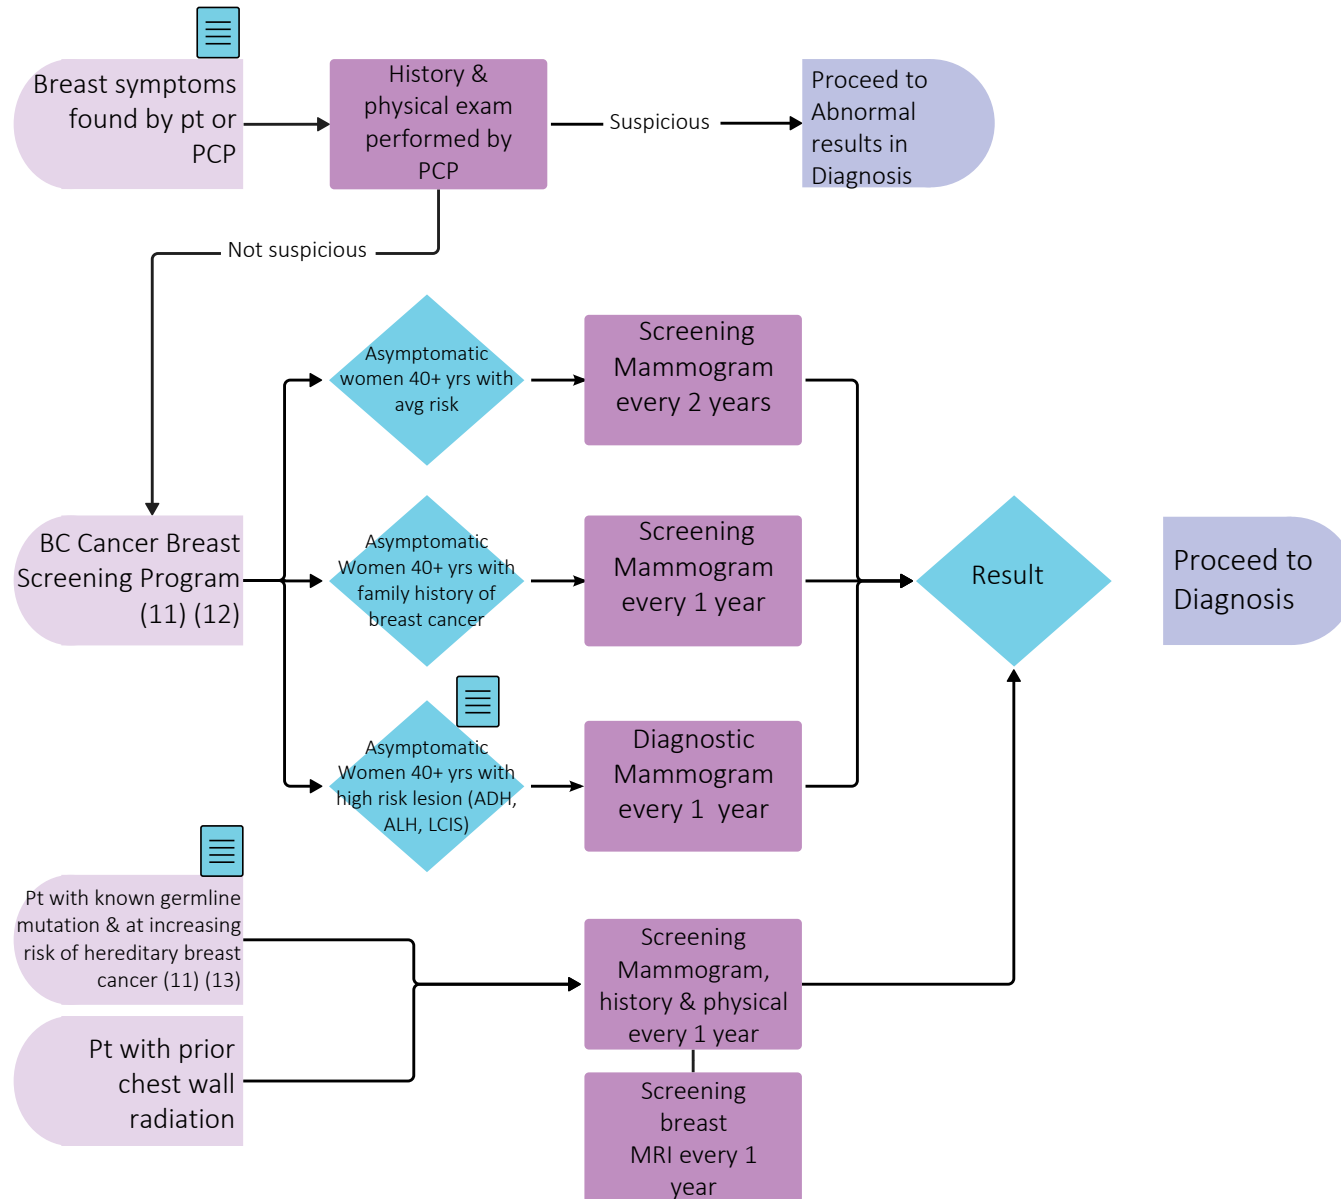 Breast symptoms
found by pt or
PCP
History &
physical exam
performed by
PCP
Suspicious
Proceed to
Abnormal
results in
Diagnosis
Not suspicious
Asymptomatic
women 40+ yrs with
avg risk
Screening
Mammogram
every 2 years
BC Cancer Breast
Screening Program
(11) (12)
Asymptomatic
Women 40+ yrs with
family history of
breast cancer
Screening
Mammogram
every 1 year
Result
Proceed to
Diagnosis
Asymptomatic
Women 40+ yrs with
high risk lesion (ADH,
ALH, LCIS)
Diagnostic
Mammogram
every 1 year
Pt with known germline
mutation & at increasing
risk of hereditary breast
cancer (11) (13)
Screening
Mammogram,
history & physical
every 1 year
Pt with prior
chest wall
radiation
Screening
breast
MRI every 1
year